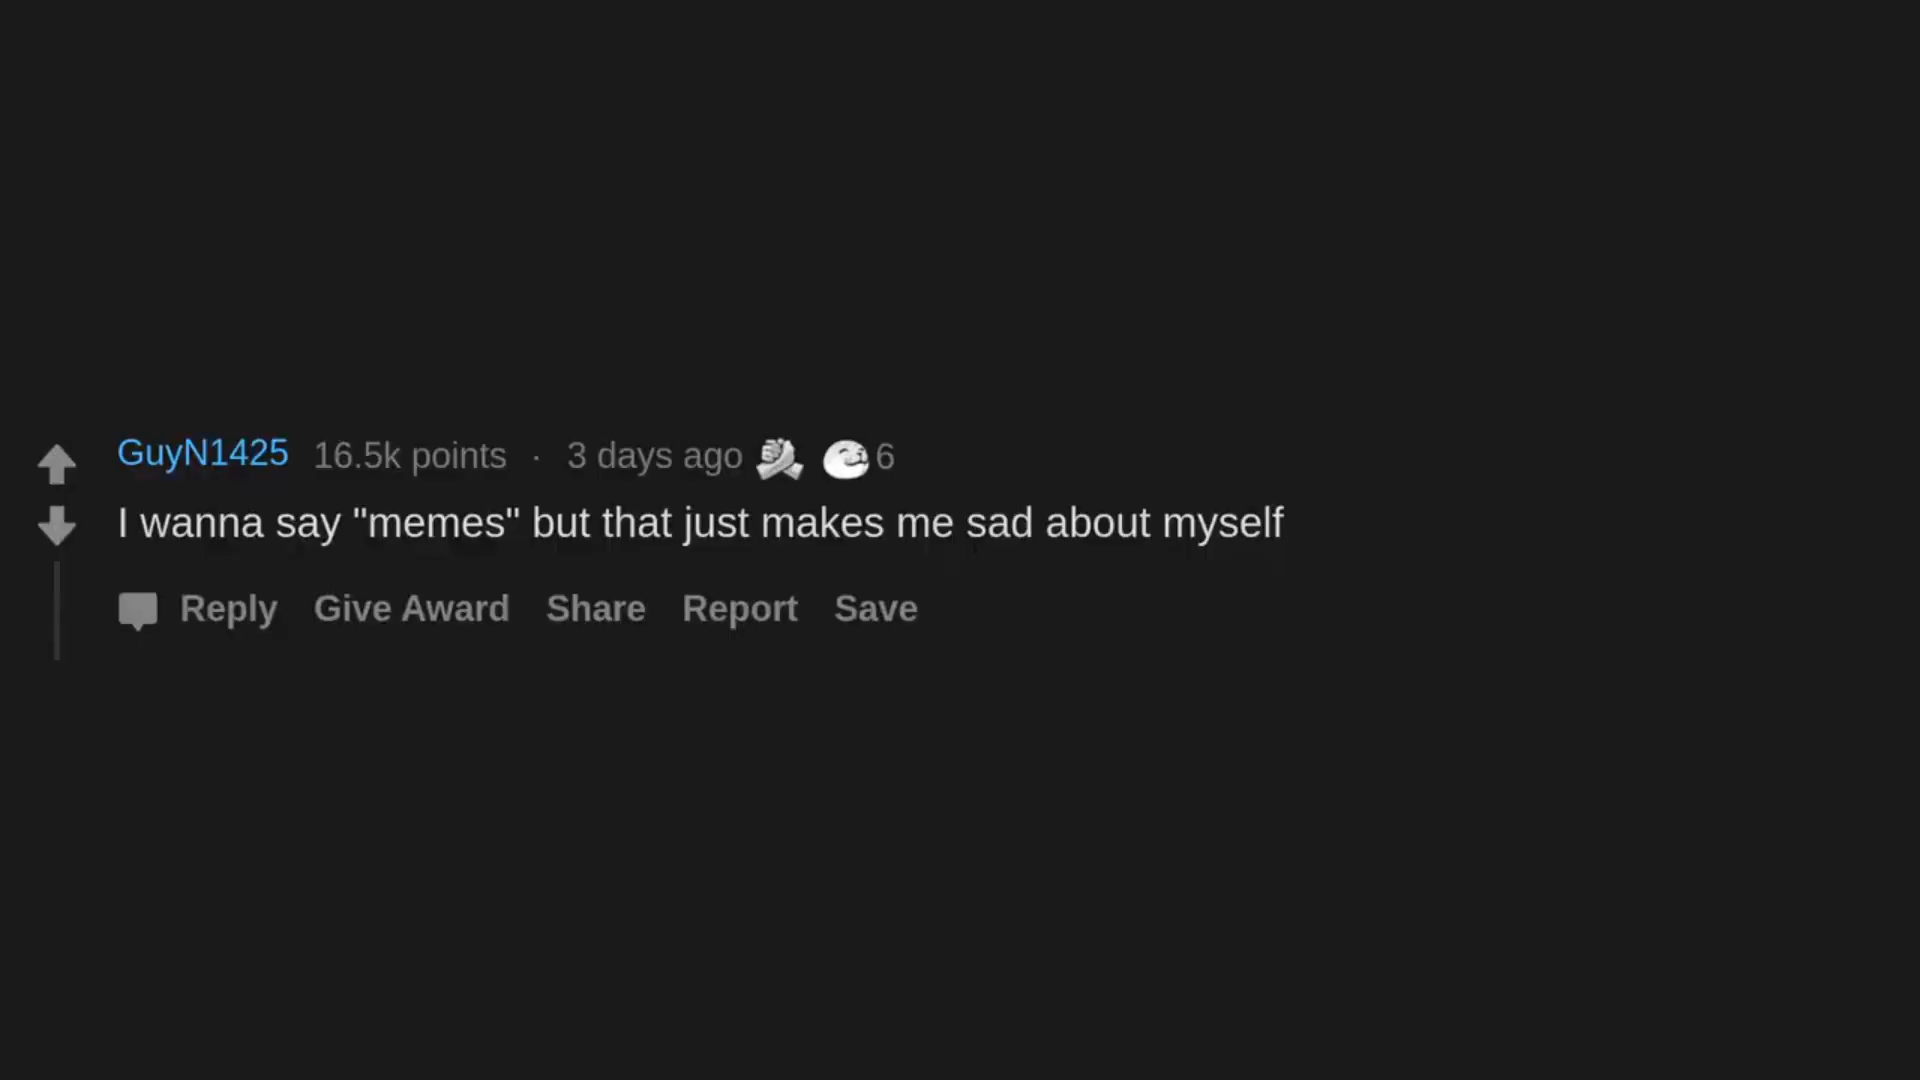 GuyN1425 16.5k points · 3 days ago 6
I wanna say "memes" but that just makes me sad about myself
Reply Give Award Share Report Save